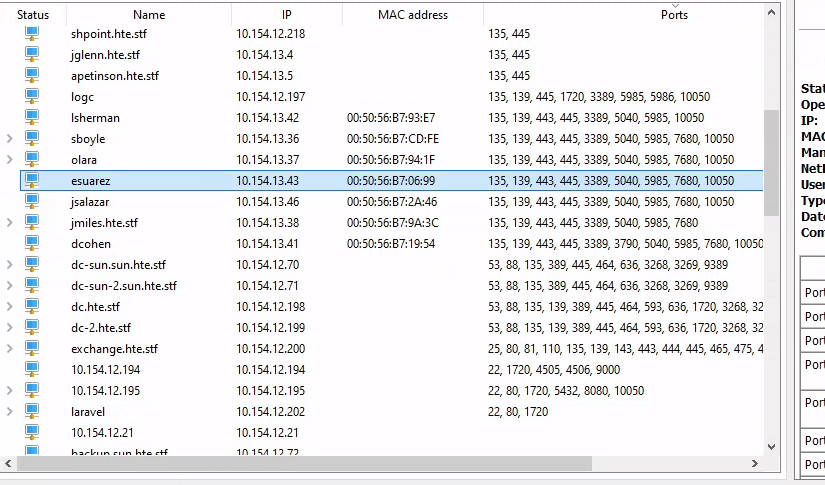 Status Name IP MAC address Ports
shpoint.hte.stf 10.154.12.218 135, 445
jglenn.hte.stf 10.154.13.4 135, 445
apetinson.hte.stf 10.154.13.5 135, 445
logc 10.154.12.197 135, 139, 445, 1720, 3389, 5985, 5986, 10050
lsherman 10.154.13.42 00:50:56:B7:93:E7 135, 139, 443, 445, 3389, 5040, 5985, 10050
sboyle 10.154.13.36 00:50:56:B7:CD:FE 135, 139, 443, 445, 3389, 5040, 5985, 7680, 10050
olara 10.154.13.37 00:50:56:B7:94:1F 135, 139, 443, 445, 3389, 5040, 5985, 7680, 10050
esuarez 10.154.13.43 00:50:56:B7:06:99 135, 139, 443, 445, 3389, 5040, 5985, 7680, 10050
jsalazar 10.154.13.46 00:50:56:B7:2A:46 135, 139, 443, 445, 3389, 5040, 5985, 7680, 10050
jmiles.hte.stf 10.154.13.38 00:50:56:B7:9A:3C 135, 139, 443, 445, 3389, 5040, 5985, 7680
dcohen 10.154.13.41 00:50:56:B7:19:54 135, 139, 443, 445, 3389, 3790, 5040, 5985, 7680, 10050
dc-sun.sun.hte.stf 10.154.12.70 53, 88, 135, 389, 445, 464, 636, 3268, 3269, 9389
dc-sun-2.sun.hte.stf 10.154.12.71 53, 88, 135, 389, 445, 464, 636, 3268, 3269, 9389
dc.hte.stf 10.154.12.198 53, 88, 135, 139, 389, 445, 464, 593, 636, 1720, 3268, 32
dc-2.hte.stf 10.154.12.199 53, 88, 135, 139, 389, 445, 464, 593, 636, 1720, 3268, 32
exchange.hte.stf 10.154.12.200 25, 80, 81, 110, 135, 139, 143, 443, 444, 445, 465, 475, 4
10.154.12.194 10.154.12.194 22, 1720, 4505, 4506, 9000
10.154.12.195 10.154.12.195 22, 80, 1720, 5432, 8080, 10050
laravel 10.154.12.202 22, 80, 1720
10.154.12.21 10.154.12.21
backup.sun.hte.stf 10.154.12.72
Stat
Ope
IP:
MAC
Man
NetI
User
Type
Date
Com
Port
Port
Port
Port
Port
Port
Port